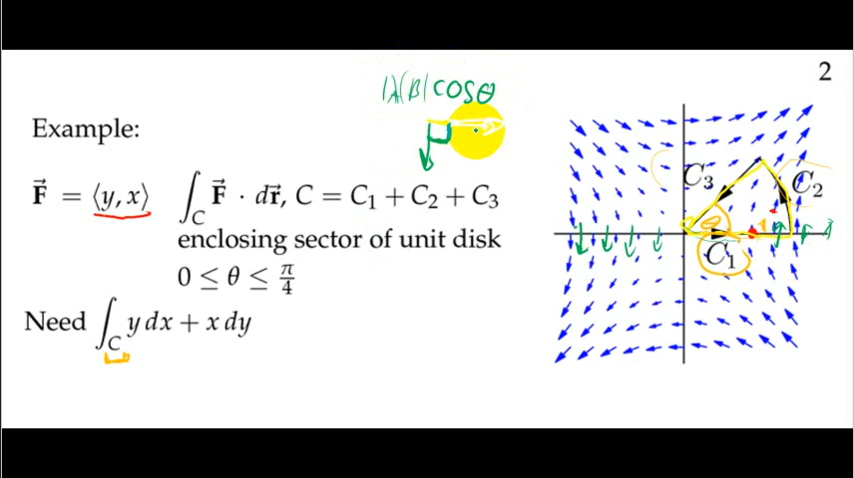 2
|A||B|cosθ
Example:
F⃗ = ⟨y, x⟩ ∫_C F⃗ · dr⃗, C = C₁ + C₂ + C₃
enclosing sector of unit disk
0 ≤ θ ≤ π/4
Need ∫_C y dx + x dy
C₃
C₂
θ
1
C₁